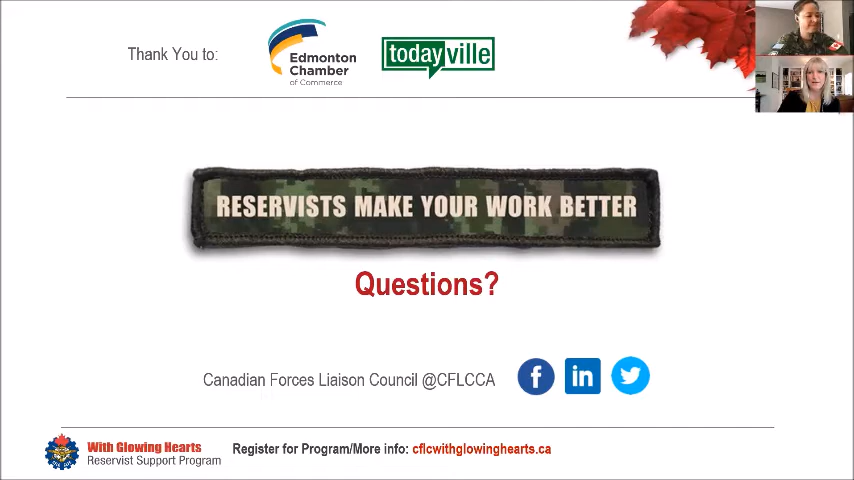 Thank You to:
Edmonton
Chamber
of Commerce
todayville
RESERVISTS MAKE YOUR WORK BETTER
Questions?
Canadian Forces Liaison Council @CFLCCA
With Glowing Hearts
Reservist Support Program
Register for Program/More info: cflcwithglowinghearts.ca